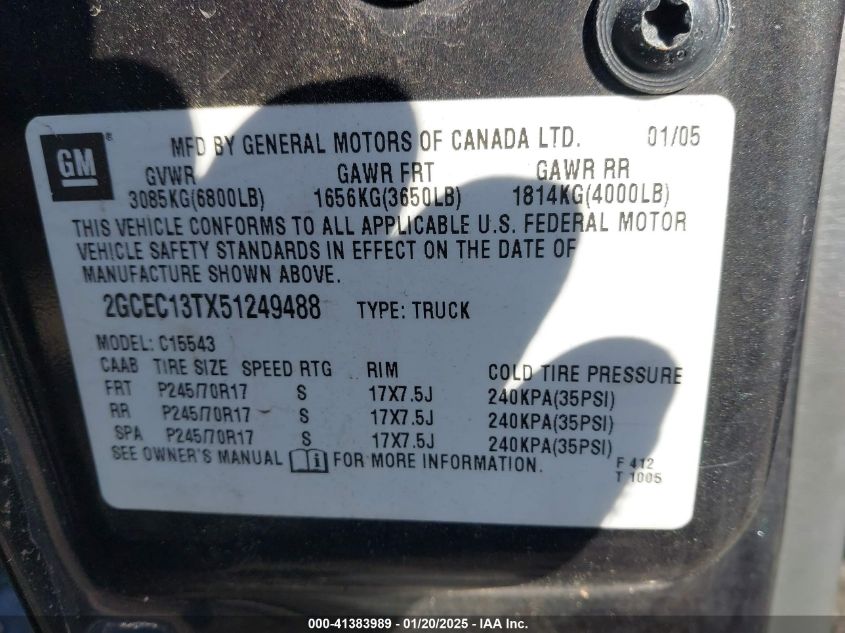 GM ® MFD BY GENERAL MOTORS OF CANADA LTD. 01/05
GVWR GAWR FRT GAWR RR
3085KG(6800LB) 1656KG(3650LB) 1814KG(4000LB)
THIS VEHICLE CONFORMS TO ALL APPLICABLE U.S. FEDERAL MOTOR
VEHICLE SAFETY STANDARDS IN EFFECT ON THE DATE OF
MANUFACTURE SHOWN ABOVE.
2GCEC13TX51249488 TYPE: TRUCK
MODEL: C15543
CAAB TIRE SIZE SPEED RTG RIM COLD TIRE PRESSURE
FRT P245/70R17 S 17X7.5J 240KPA(35PSI)
RR P245/70R17 S 17X7.5J 240KPA(35PSI)
SPA P245/70R17 S 17X7.5J 240KPA(35PSI)
SEE OWNER'S MANUAL i FOR MORE INFORMATION.
F 412
T 1005
000-41383989 - 01/20/2025 - IAA Inc.